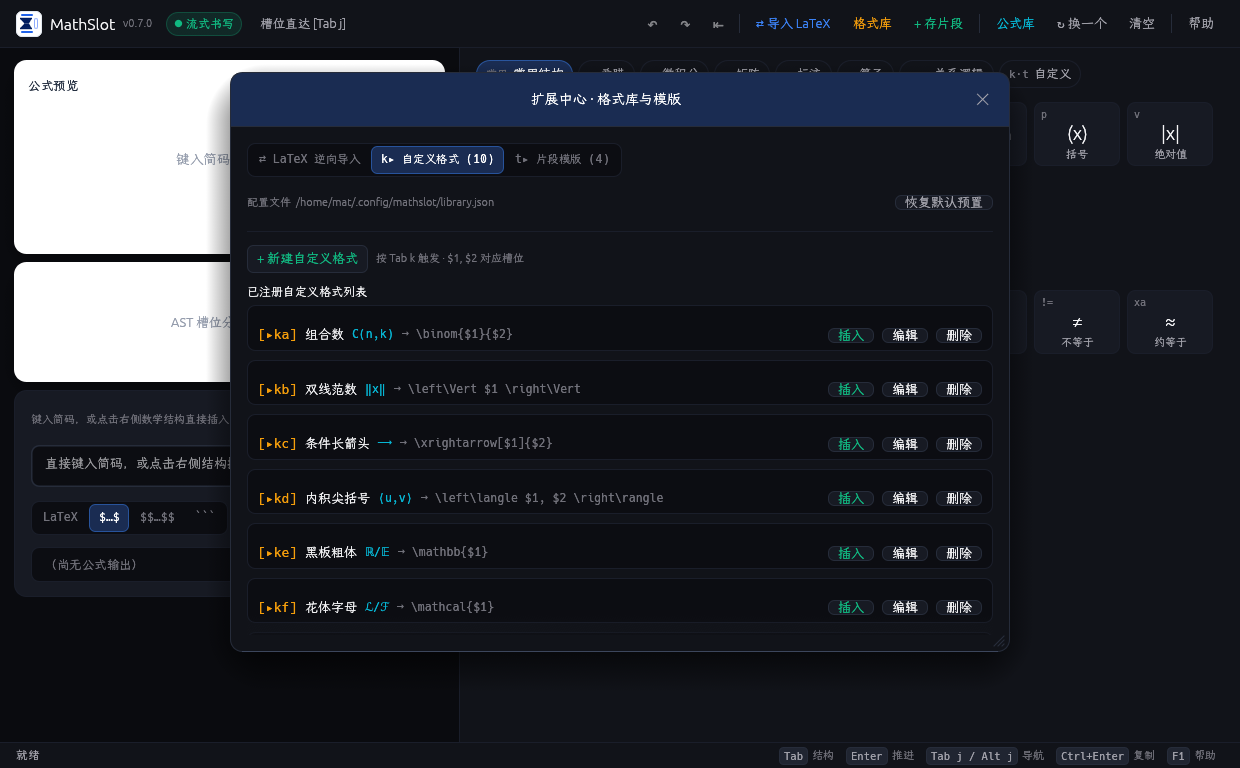 MathSlot v0.7.0 流式书写 槽位直达 [Tab j] ↶ ↷ ⇤ ⇄ 导入 LaTeX 格式库 + 存片段 公式库 ↻ 换一个 清空 帮助
公式预览
键入简码
AST 槽位分
键入简码，或点击右侧数学结构直接插入
直接键入简码，或点击右侧结构
LaTeX $…$ $$…$$ ```
（尚无公式输出）
扩展中心 · 格式库与模版
⇄ LaTeX 逆向导入 k▸ 自定义格式 (10) t▸ 片段模版 (4)
配置文件 /home/mat/.config/mathslot/library.json 恢复默认预置
+ 新建自定义格式 按 Tab k 触发 · $1, $2 对应槽位
已注册自定义格式列表
[▸ka] 组合数 C(n,k) → \binom{$1}{$2} 插入 编辑 删除
[▸kb] 双线范数 ‖x‖ → \left\Vert $1 \right\Vert 插入 编辑 删除
[▸kc] 条件长箭头 ⟶ → \xrightarrow[$1]{$2} 插入 编辑 删除
[▸kd] 内积尖括号 ⟨u,v⟩ → \left\langle $1, $2 \right\rangle 插入 编辑 删除
[▸ke] 黑板粗体 ℝ/𝔼 → \mathbb{$1} 插入 编辑 删除
[▸kf] 花体字母 ℒ/ℱ → \mathcal{$1} 插入 编辑 删除
k·t 自定义
p
(x)
括号
v
|x|
绝对值
!=
≠
不等于
xa
≈
约等于
就绪 Tab 结构 Enter 推进 Tab j / Alt j 导航 Ctrl+Enter 复制 F1 帮助